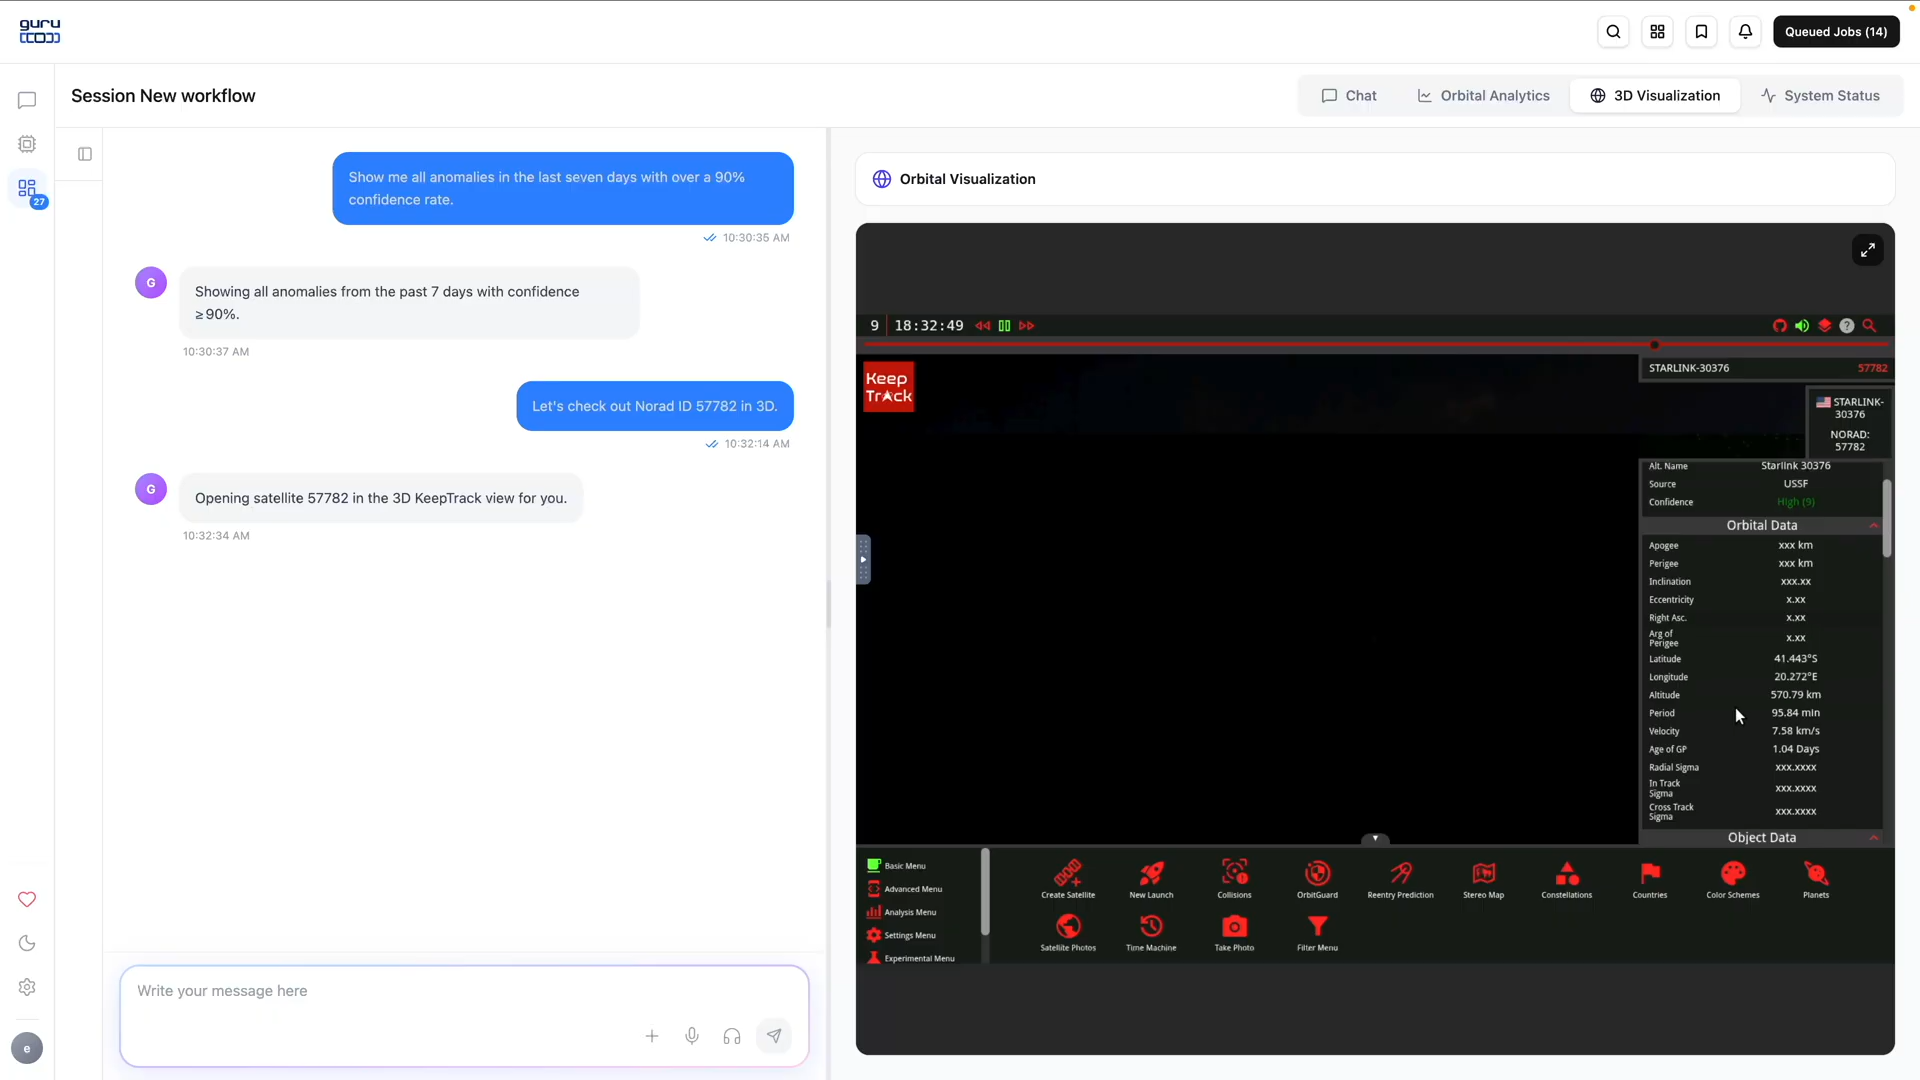 guru
Queued Jobs (14)
Session New workflow
Chat
Orbital Analytics
3D Visualization
System Status
27
Show me all anomalies in the last seven days with over a 90%
confidence rate.
10:30:35 AM
G
Showing all anomalies from the past 7 days with confidence
≥90%.
10:30:37 AM
Let's check out Norad ID 57782 in 3D.
10:32:14 AM
G
Opening satellite 57782 in the 3D KeepTrack view for you.
10:32:34 AM
Write your message here
e
Orbital Visualization
9 18:32:49
Keep
Track
STARLINK-30376 57782
STARLINK-
30376
NORAD:
57782
Alt. Name Starlink 30376
Source USSF
Confidence High (9)
Orbital Data
Apogee xxx km
Perigee xxx km
Inclination xxx.xx
Eccentricity x.xx
Right Asc. x.xx
Arg of
Perigee x.xx
Latitude 41.443°S
Longitude 20.272°E
Altitude 570.79 km
Period 95.84 min
Velocity 7.58 km/s
Age of GP 1.04 Days
Radial Sigma xxx.xxxx
In Track
Sigma xxx.xxxx
Cross Track
Sigma xxx.xxxx
Object Data
Basic Menu
Advanced Menu
Analysis Menu
Settings Menu
Experimental Menu
Create Satellite
New Launch
Collisions
OrbitGuard
Reentry Prediction
Stereo Map
Constellations
Countries
Color Schemes
Planets
Satellite Photos
Time Machine
Take Photo
Filter Menu